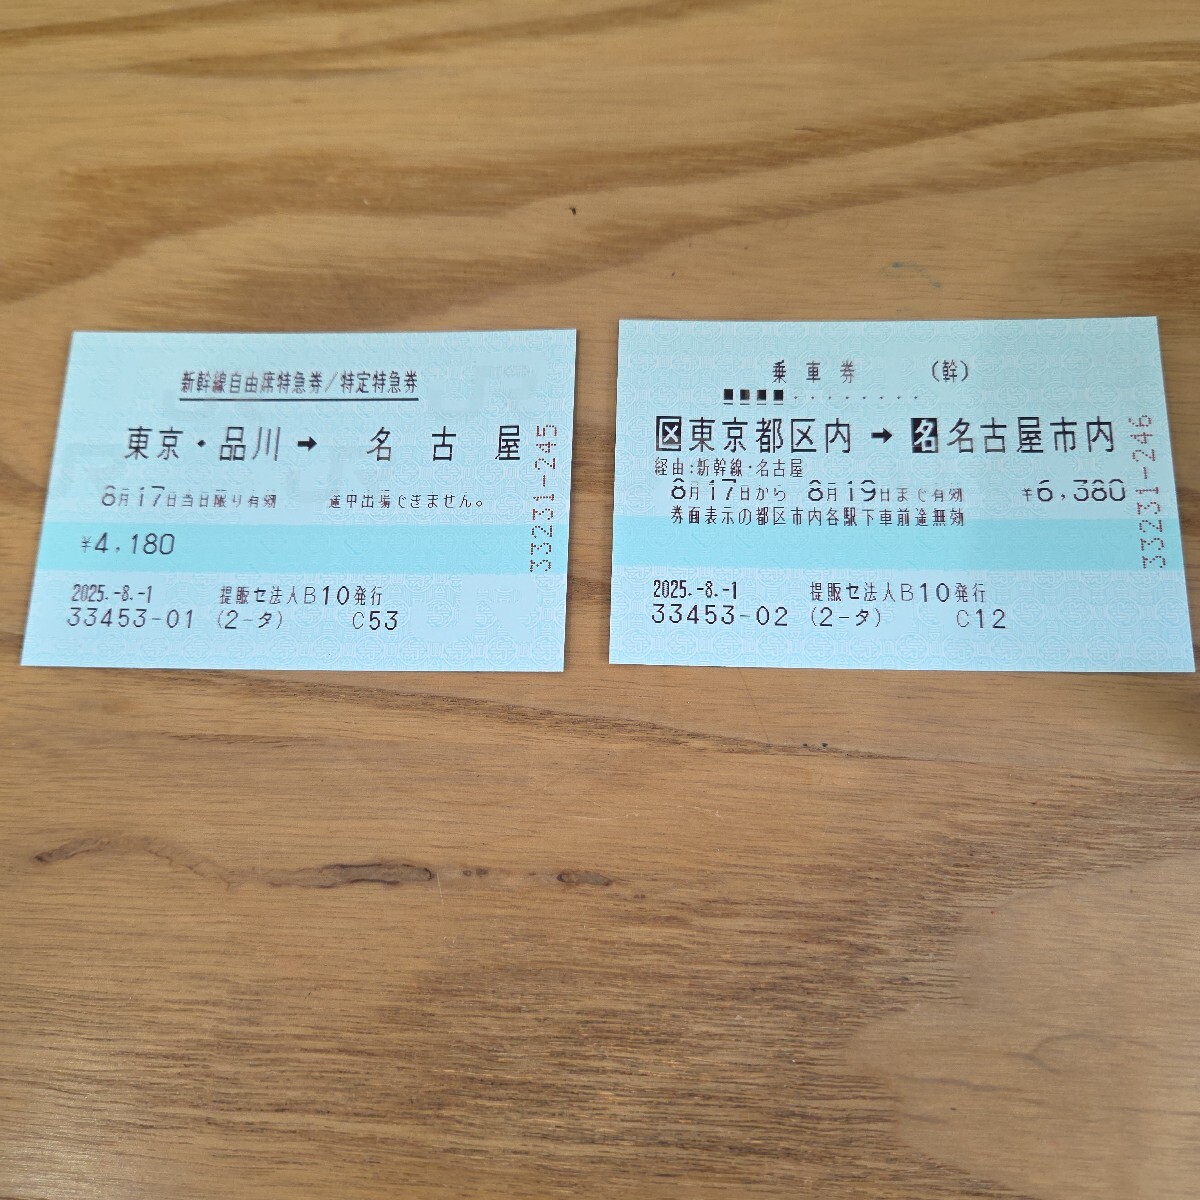 新幹線自由席特急券/特定特急券
東京・品川 → 名古屋
8月17日当日限り有効 途中出場できません。
¥4,180
2025.-8.-1 提販セ法人B10発行
33453-01 (2-タ) C53
33231-245
乗車券 (幹)
■■■■・・・・・・・・
区東京都区内 → 名名古屋市内
経由:新幹線・名古屋
8月17日から 8月19日まで有効 ¥6,380
券面表示の都区市内各駅下車前途無効
2025.-8.-1 提販セ法人B10発行
33453-02 (2-タ) C12
33231-246